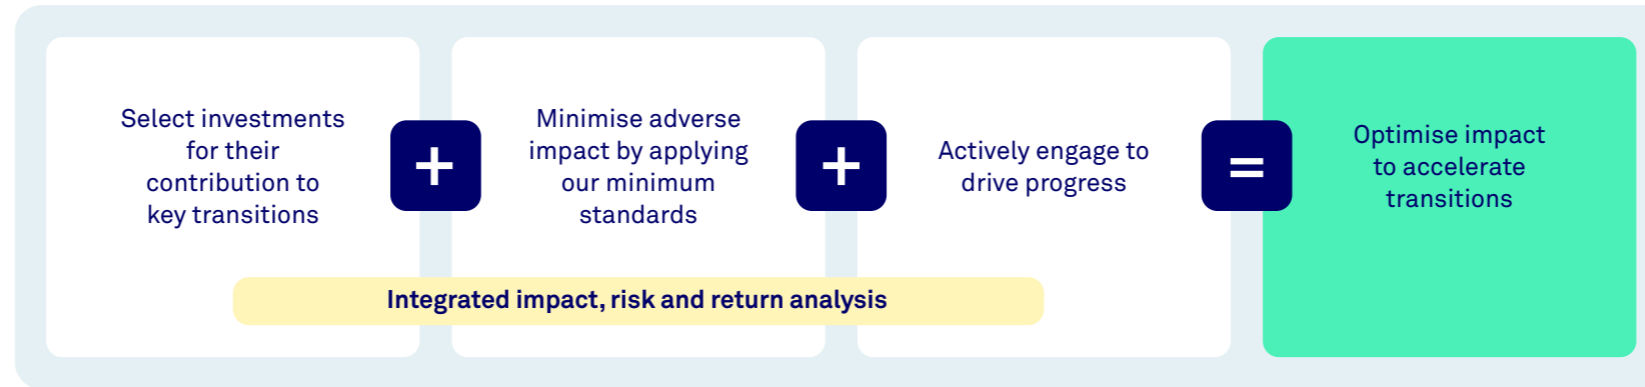 Select investments
for their
contribution to
key transitions
+
Minimise adverse
impact by applying
our minimum
standards
+
Actively engage to
drive progress
=
Optimise impact
to accelerate
transitions
Integrated impact, risk and return analysis